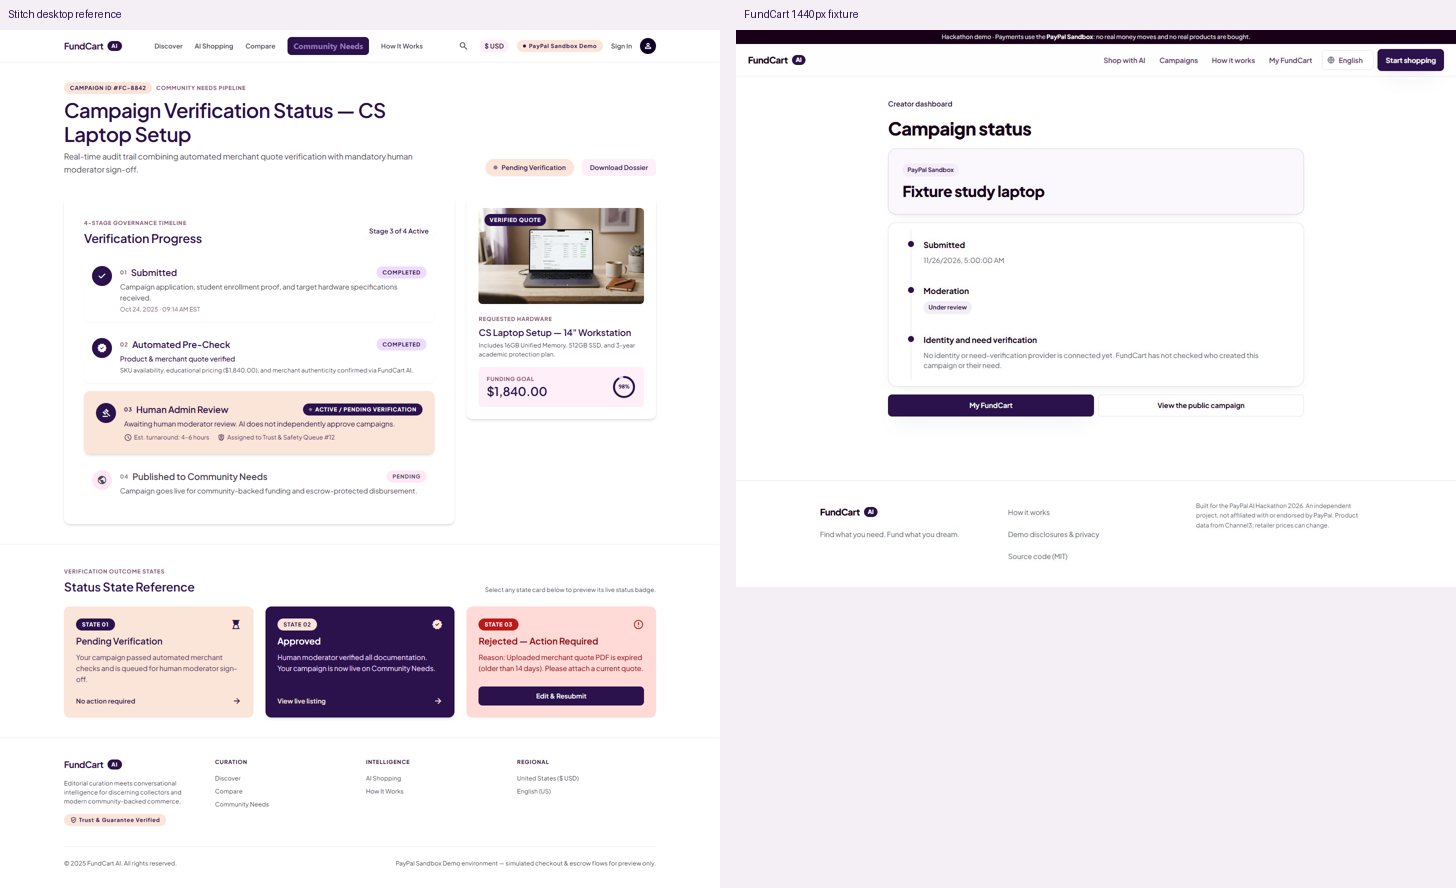 Stitch desktop reference
FundCart AI
Discover
AI Shopping
Compare
Community Needs
How It Works
$ USD
PayPal Sandbox Demo
Sign In
CAMPAIGN ID #FC-8842
COMMUNITY NEEDS PIPELINE
Campaign Verification Status — CS
Laptop Setup
Real-time audit trail combining automated merchant quote verification with mandatory human
moderator sign-off.
Pending Verification
Download Dossier
4-STAGE GOVERNANCE TIMELINE
Verification Progress
Stage 3 of 4 Active
01 Submitted
COMPLETED
Campaign application, student enrollment proof, and target hardware specifications
received.
Oct 24, 2025 · 09:14 AM EST
02 Automated Pre-Check
COMPLETED
Product & merchant quote verified
SKU availability, educational pricing ($1,840.00), and merchant authenticity confirmed via FundCart AI.
03 Human Admin Review
ACTIVE / PENDING VERIFICATION
Awaiting human moderator review. AI does not independently approve campaigns.
Est. turnaround: 4-6 hours
Assigned to Trust & Safety Queue #12
04 Published to Community Needs
PENDING
Campaign goes live for community-backed funding and escrow-protected disbursement.
VERIFIED QUOTE
REQUESTED HARDWARE
CS Laptop Setup — 14" Workstation
Includes 16GB Unified Memory, 512GB SSD, and 3-year
academic protection plan.
FUNDING GOAL
$1,840.00
98%
VERIFICATION OUTCOME STATES
Status State Reference
Select any state card below to preview its live status badge.
STATE 01
Pending Verification
Your campaign passed automated merchant
checks and is queued for human moderator sign-
off.
No action required
STATE 02
Approved
Human moderator verified all documentation.
Your campaign is now live on Community Needs.
View live listing
STATE 03
Rejected — Action Required
Reason: Uploaded merchant quote PDF is expired
(older than 14 days). Please attach a current quote.
Edit & Resubmit
FundCart AI
Editorial curation meets conversational
intelligence for discerning collectors and
modern community-backed commerce.
Trust & Guarantee Verified
CURATION
Discover
Compare
Community Needs
INTELLIGENCE
AI Shopping
How It Works
REGIONAL
United States ($ USD)
English (US)
© 2025 FundCart AI. All rights reserved.
PayPal Sandbox Demo environment — simulated checkout & escrow flows for preview only.
FundCart 1440px fixture
Hackathon demo · Payments use the PayPal Sandbox: no real money moves and no real products are bought.
FundCart AI
Shop with AI
Campaigns
How it works
My FundCart
English
Start shopping
Creator dashboard
Campaign status
PayPal Sandbox
Fixture study laptop
Submitted
11/26/2026, 5:00:00 AM
Moderation
Under review
Identity and need verification
No identity or need-verification provider is connected yet. FundCart has not checked who created this
campaign or their need.
My FundCart
View the public campaign
FundCart AI
Find what you need. Fund what you dream.
How it works
Demo disclosures & privacy
Source code (MIT)
Built for the PayPal AI Hackathon 2026. An independent
project, not affiliated with or endorsed by PayPal. Product
data from Channel3; retailer prices can change.